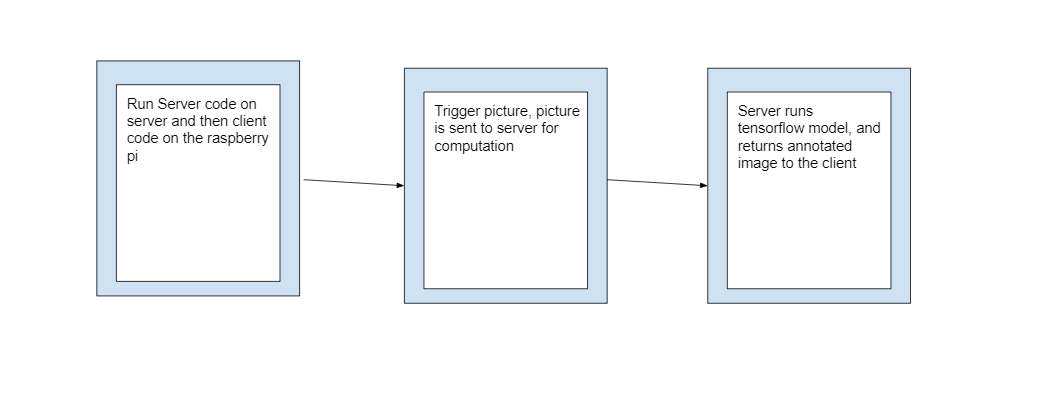 Run Server code on
server and then client
code on the raspberry
pi
Trigger picture, picture
is sent to server for
computation
Server runs
tensorflow model, and
returns annotated
image to the client